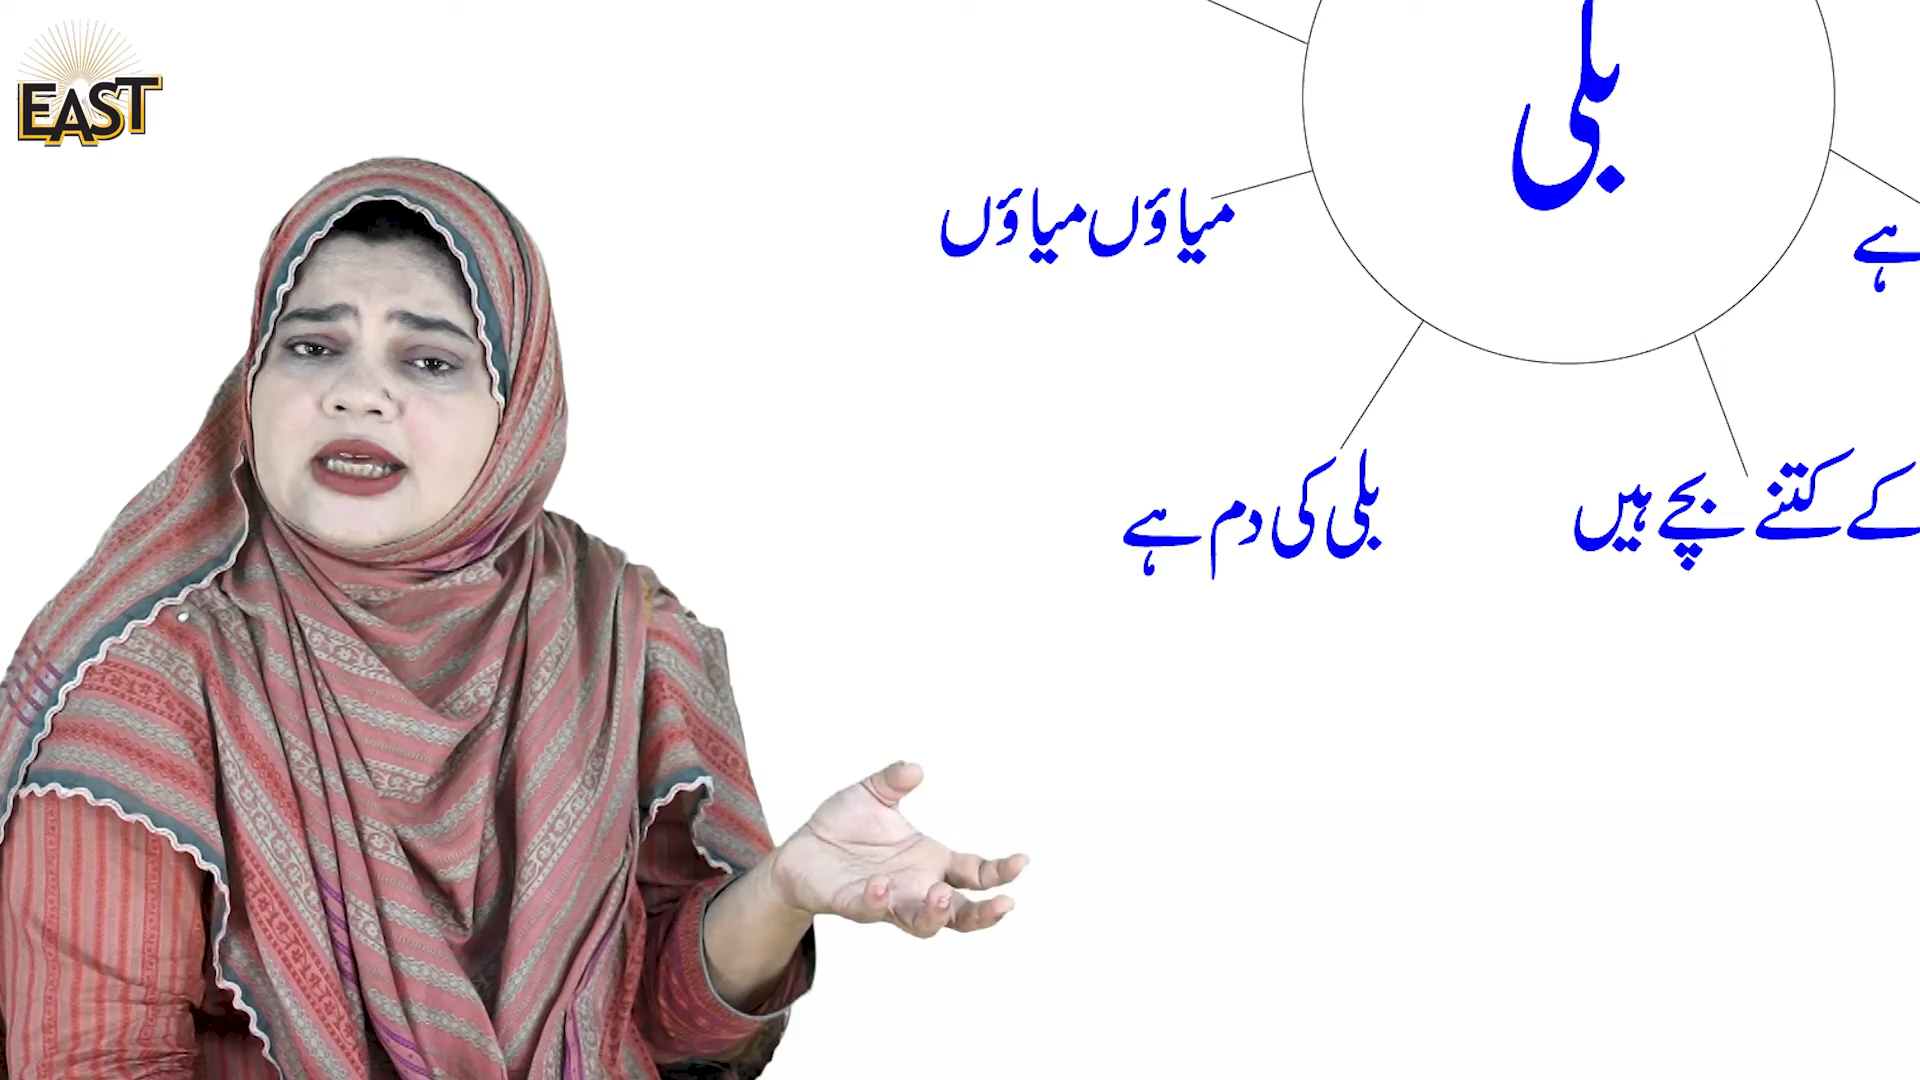 EAST
بلی
میاؤں میاؤں
ہے
بلی کی دم ہے
کے کتنے بچے ہیں